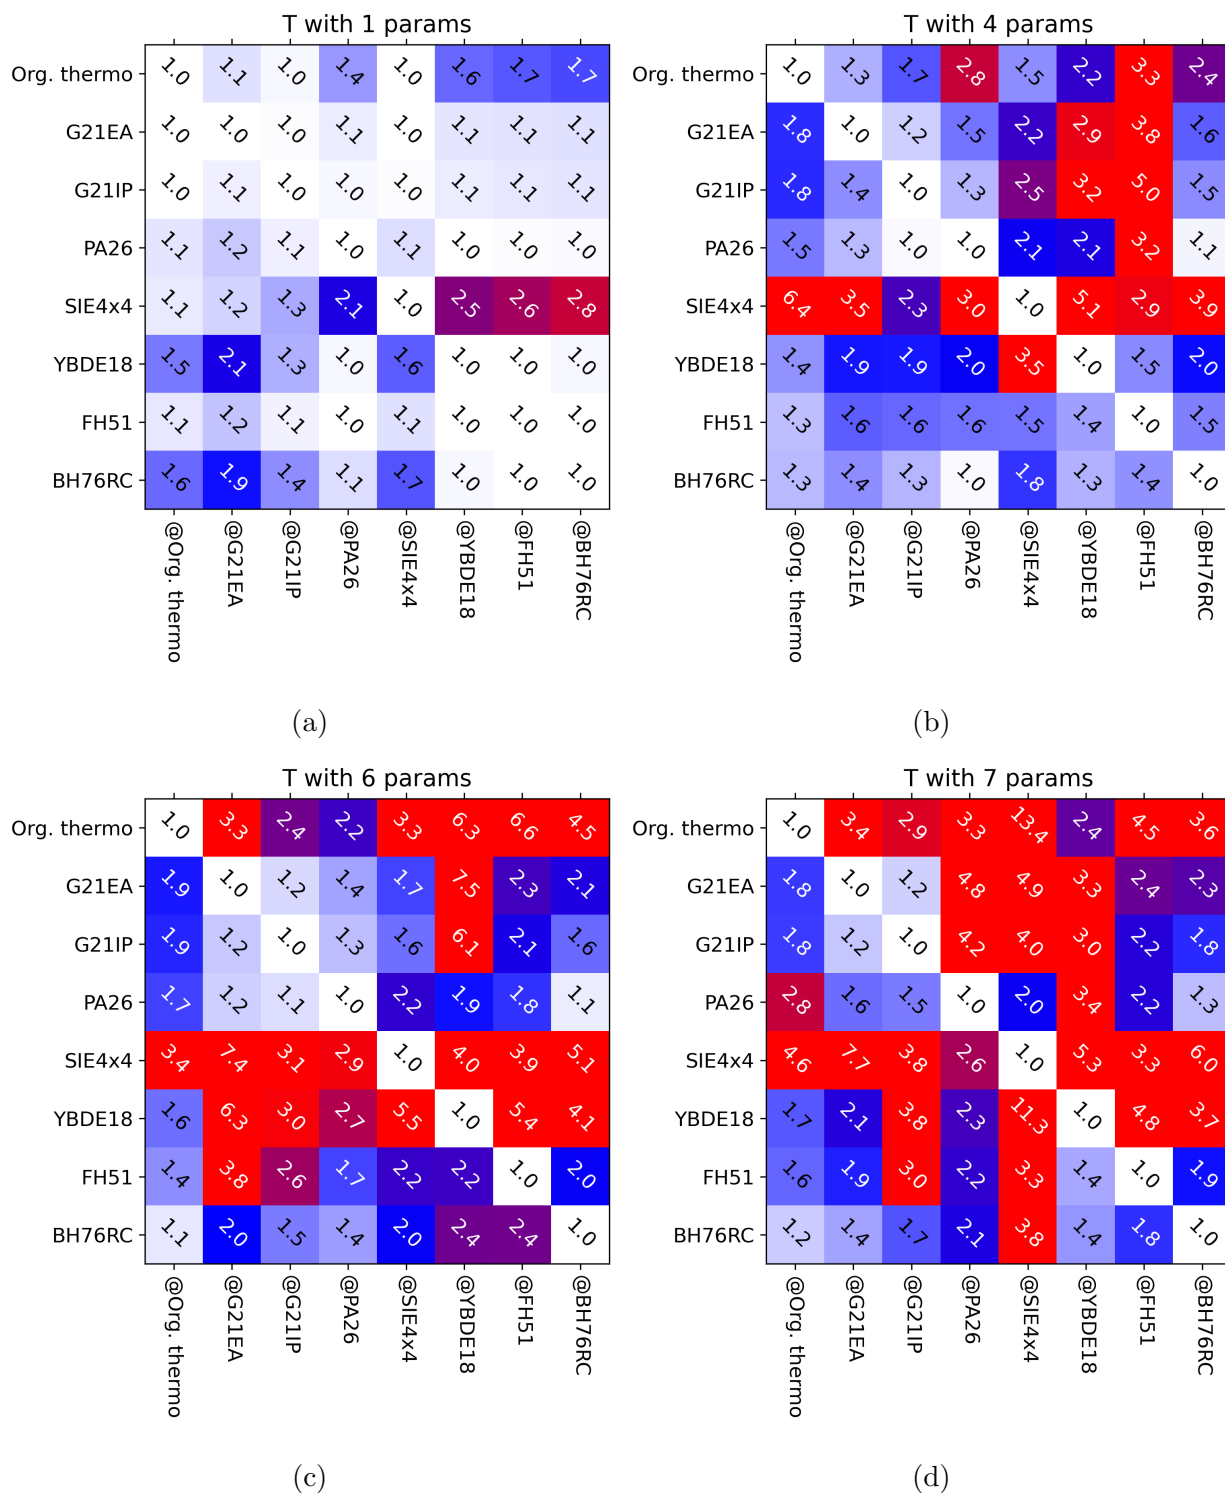 T with 1 params
Org. thermo 1.0 1.1 1.0 1.4 1.0 1.6 1.7 1.7
G21EA 1.0 1.0 1.0 1.1 1.0 1.1 1.1 1.1
G21IP 1.0 1.1 1.0 1.0 1.0 1.1 1.1 1.1
PA26 1.1 1.2 1.1 1.0 1.1 1.0 1.0 1.0
SIE4x4 1.1 1.2 1.3 2.1 1.0 2.5 2.6 2.8
YBDE18 1.5 2.1 1.3 1.0 1.6 1.0 1.0 1.0
FH51 1.1 1.2 1.1 1.0 1.1 1.0 1.0 1.0
BH76RC 1.6 1.9 1.4 1.1 1.7 1.0 1.0 1.0
@Org. thermo @G21EA @G21IP @PA26 @SIE4x4 @YBDE18 @FH51 @BH76RC
(a)
T with 4 params
Org. thermo 1.0 1.3 1.7 2.8 1.5 2.2 3.3 2.4
G21EA 1.8 1.0 1.2 1.5 2.2 2.9 3.8 1.6
G21IP 1.8 1.4 1.0 1.3 2.5 3.2 5.0 1.5
PA26 1.5 1.3 1.0 1.0 2.1 2.1 3.2 1.1
SIE4x4 6.4 3.5 2.3 3.0 1.0 5.1 2.9 3.9
YBDE18 1.4 1.9 1.9 2.0 3.5 1.0 1.5 2.0
FH51 1.3 1.6 1.6 1.6 1.5 1.4 1.0 1.5
BH76RC 1.3 1.4 1.3 1.0 1.8 1.3 1.4 1.0
@Org. thermo @G21EA @G21IP @PA26 @SIE4x4 @YBDE18 @FH51 @BH76RC
(b)
T with 6 params
Org. thermo 1.0 3.3 2.4 2.2 3.3 6.3 6.6 4.5
G21EA 1.9 1.0 1.2 1.4 1.7 7.5 2.3 2.1
G21IP 1.9 1.2 1.0 1.3 1.6 6.1 2.1 1.6
PA26 1.7 1.2 1.1 1.0 2.2 1.9 1.8 1.1
SIE4x4 3.4 7.4 3.1 2.9 1.0 4.0 3.9 5.1
YBDE18 1.6 6.3 3.0 2.7 5.5 1.0 5.4 4.1
FH51 1.4 3.8 2.6 1.7 2.2 2.2 1.0 2.0
BH76RC 1.1 2.0 1.5 1.4 2.0 2.4 2.4 1.0
@Org. thermo @G21EA @G21IP @PA26 @SIE4x4 @YBDE18 @FH51 @BH76RC
(c)
T with 7 params
Org. thermo 1.0 3.4 2.9 3.3 13.4 2.4 4.5 3.6
G21EA 1.8 1.0 1.2 4.8 4.9 3.3 2.4 2.3
G21IP 1.8 1.2 1.0 4.2 4.0 3.0 2.2 1.8
PA26 2.8 1.6 1.5 1.0 2.0 3.4 2.2 1.3
SIE4x4 4.6 7.7 3.8 2.6 1.0 5.3 3.3 6.0
YBDE18 1.7 2.1 3.8 2.3 11.3 1.0 4.8 3.7
FH51 1.6 1.9 3.0 2.2 3.3 1.4 1.0 1.9
BH76RC 1.2 1.4 1.7 2.1 3.8 1.4 1.8 1.0
@Org. thermo @G21EA @G21IP @PA26 @SIE4x4 @YBDE18 @FH51 @BH76RC
(d)